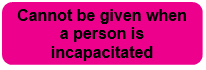 Cannot be given when
a person is
incapacitated